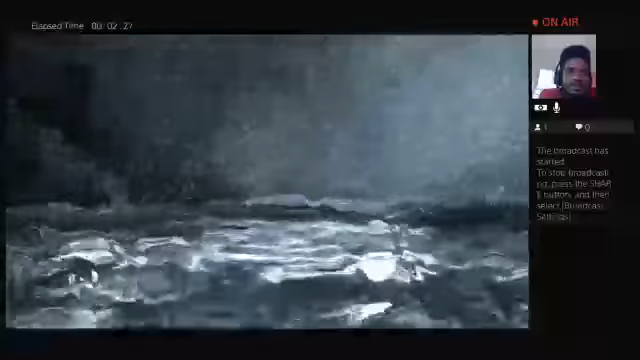 Elapsed Time 00:02:27
ON AIR
1 0
The broadcast has
started.
To stop broadcasti
ng, press the SHAR
E button, and then
select [Broadcast
Settings].